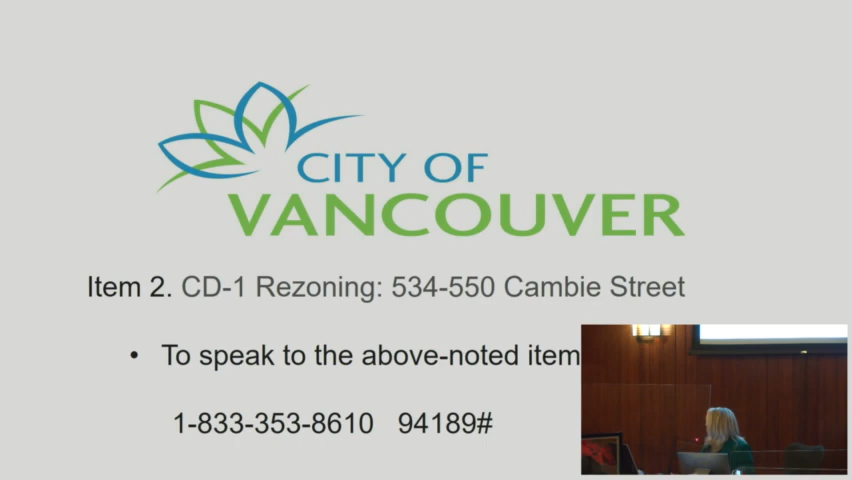 CITY OF
VANCOUVER
Item 2. CD-1 Rezoning: 534-550 Cambie Street
• To speak to the above-noted item
1-833-353-8610 94189#